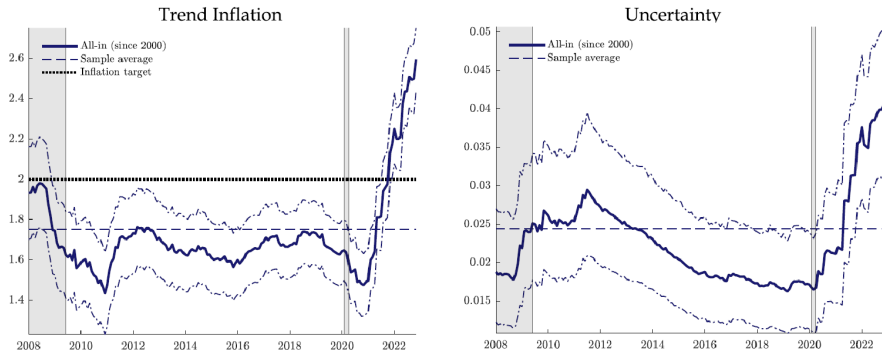 Trend Inflation
All-in (since 2000)
Sample average
Inflation target
2.6
2.4
2.2
2
1.8
1.6
1.4
2008 2010 2012 2014 2016 2018 2020 2022
Uncertainty
All-in (since 2000)
Sample average
0.05
0.045
0.04
0.035
0.03
0.025
0.02
0.015
2008 2010 2012 2014 2016 2018 2020 2022